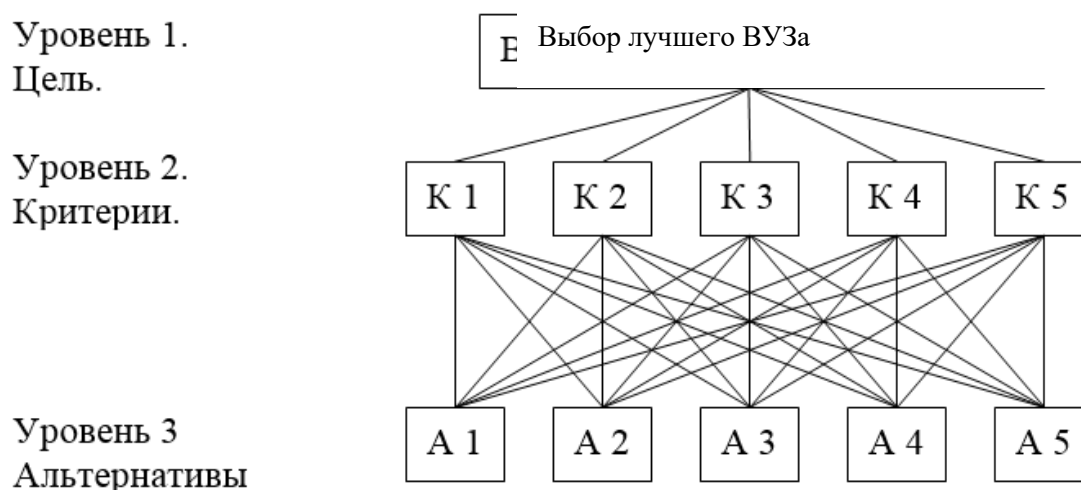 Уровень 1.
Цель.
В
Выбор лучшего ВУЗа
Уровень 2.
Критерии.
К 1
К 2
К 3
К 4
К 5
Уровень 3
Альтернативы
А 1
А 2
А 3
А 4
А 5